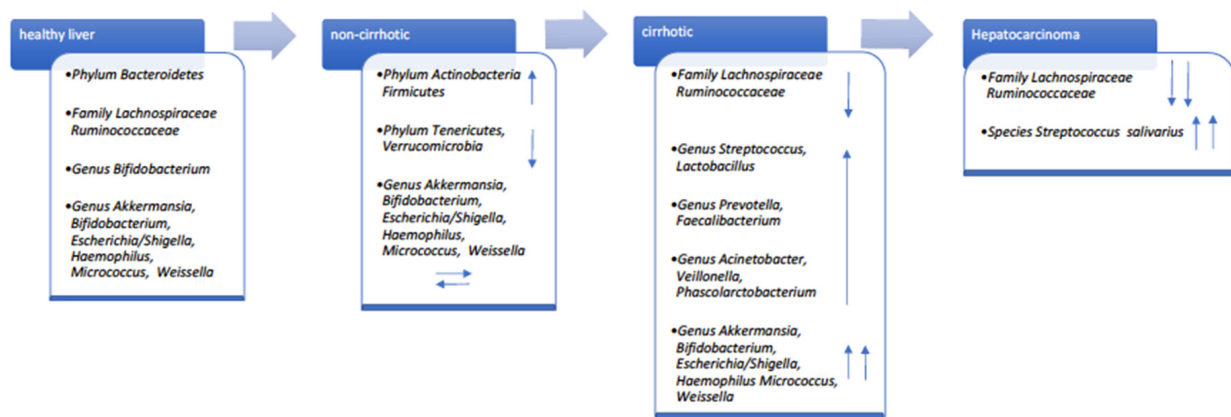 healthy liver
•Phylum Bacteroidetes
•Family Lachnospiraceae
Ruminococcaceae
•Genus Bifidobacterium
•Genus Akkermansia,
Bifidobacterium,
Escherichia/Shigella,
Haemophilus,
Micrococcus, Weissella
non-cirrhotic
•Phylum Actinobacteria
Firmicutes
•Phylum Tenericutes,
Verrucomicrobia
•Genus Akkermansia,
Bifidobacterium,
Escherichia/Shigella,
Haemophilus,
Micrococcus, Weissella
cirrhotic
•Family Lachnospiraceae
Ruminococcaceae
•Genus Streptococcus,
Lactobacillus
•Genus Prevotella,
Faecalibacterium
•Genus Acinetobacter,
Veillonella,
Phascolarctobacterium
•Genus Akkermansia,
Bifidobacterium,
Escherichia/Shigella,
Haemophilus Micrococcus,
Weissella
Hepatocarcinoma
•Family Lachnospiraceae
Ruminococcaceae
•Species Streptococcus salivarius